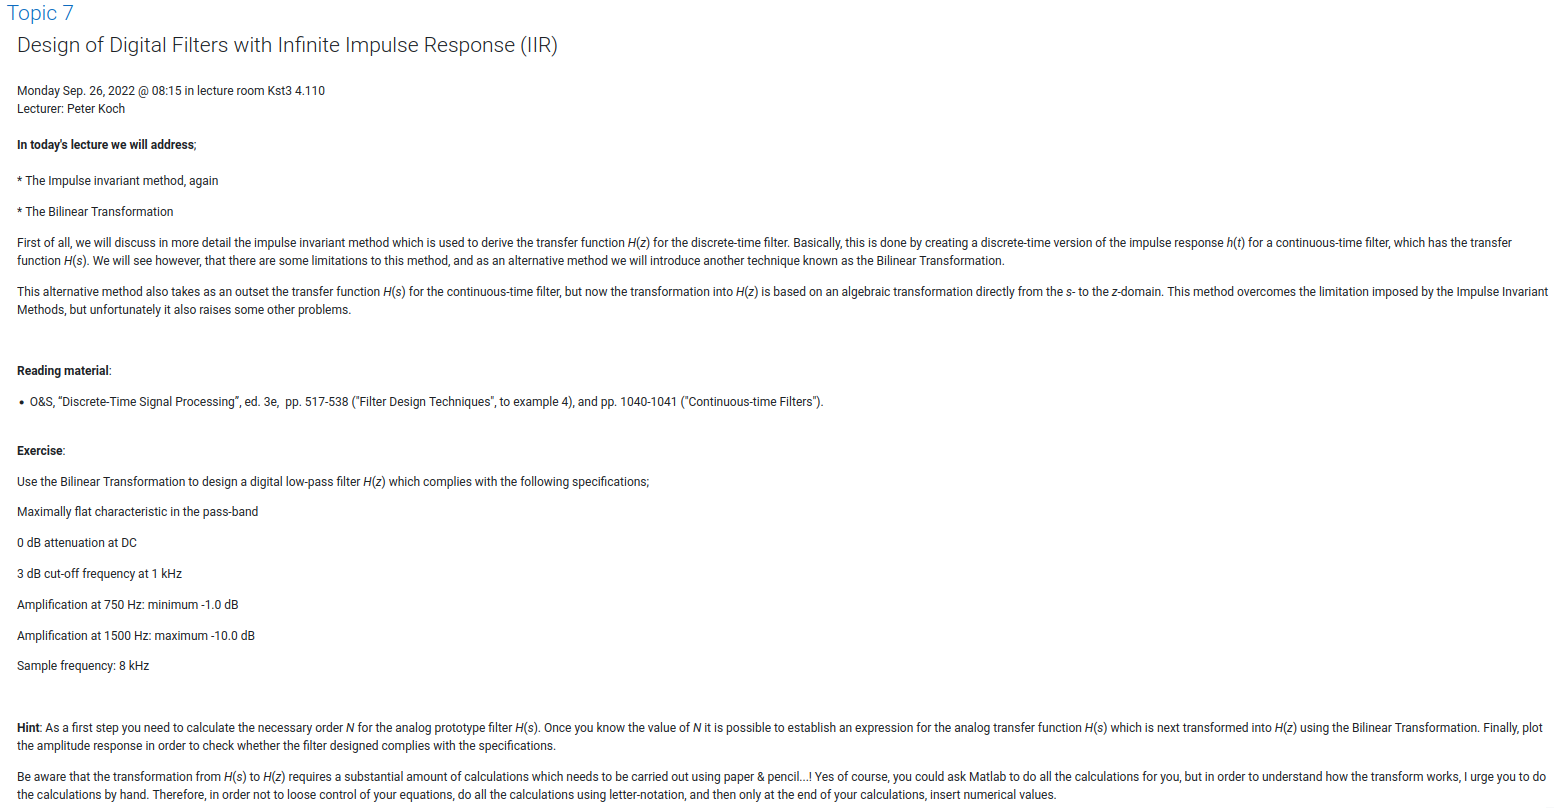 Topic 7
Design of Digital Filters with Infinite Impulse Response (IIR)
Monday Sep. 26, 2022 @ 08:15 in lecture room Kst3 4.110
Lecturer: Peter Koch
In today's lecture we will address;
* The Impulse invariant method, again
* The Bilinear Transformation
First of all, we will discuss in more detail the impulse invariant method which is used to derive the transfer function H(z) for the discrete-time filter. Basically, this is done by creating a discrete-time version of the impulse response h(t) for a continuous-time filter, which has the transfer
function H(s). We will see however, that there are some limitations to this method, and as an alternative method we will introduce another technique known as the Bilinear Transformation.
This alternative method also takes as an outset the transfer function H(s) for the continuous-time filter, but now the transformation into H(z) is based on an algebraic transformation directly from the s- to the z-domain. This method overcomes the limitation imposed by the Impulse Invariant
Methods, but unfortunately it also raises some other problems.
Reading material:
• O&S, "Discrete-Time Signal Processing", ed. 3e, pp. 517-538 ("Filter Design Techniques", to example 4), and pp. 1040-1041 ("Continuous-time Filters").
Exercise:
Use the Bilinear Transformation to design a digital low-pass filter H(z) which complies with the following specifications;
Maximally flat characteristic in the pass-band
0 dB attenuation at DC
3 dB cut-off frequency at 1 kHz
Amplification at 750 Hz: minimum -1.0 dB
Amplification at 1500 Hz: maximum -10.0 dB
Sample frequency: 8 kHz
Hint: As a first step you need to calculate the necessary order N for the analog prototype filter H(s). Once you know the value of N it is possible to establish an expression for the analog transfer function H(s) which is next transformed into H(z) using the Bilinear Transformation. Finally, plot
the amplitude response in order to check whether the filter designed complies with the specifications.
Be aware that the transformation from H(s) to H(z) requires a substantial amount of calculations which needs to be carried out using paper & pencil...! Yes of course, you could ask Matlab to do all the calculations for you, but in order to understand how the transform works, I urge you to do
the calculations by hand. Therefore, in order not to loose control of your equations, do all the calculations using letter-notation, and then only at the end of your calculations, insert numerical values.